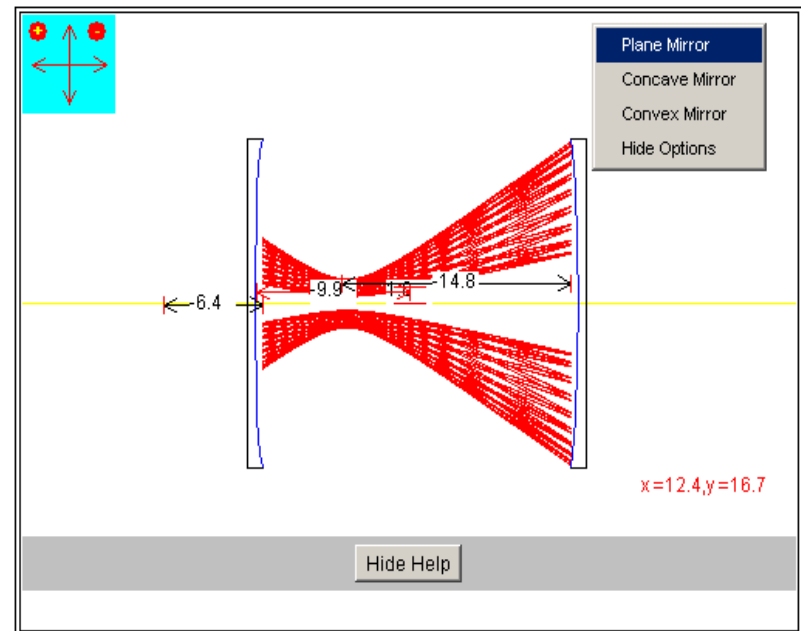 Plane Mirror
Concave Mirror
Convex Mirror
Hide Options
-14.8
-9.9
-6.4
x=12.4,y=16.7
Hide Help